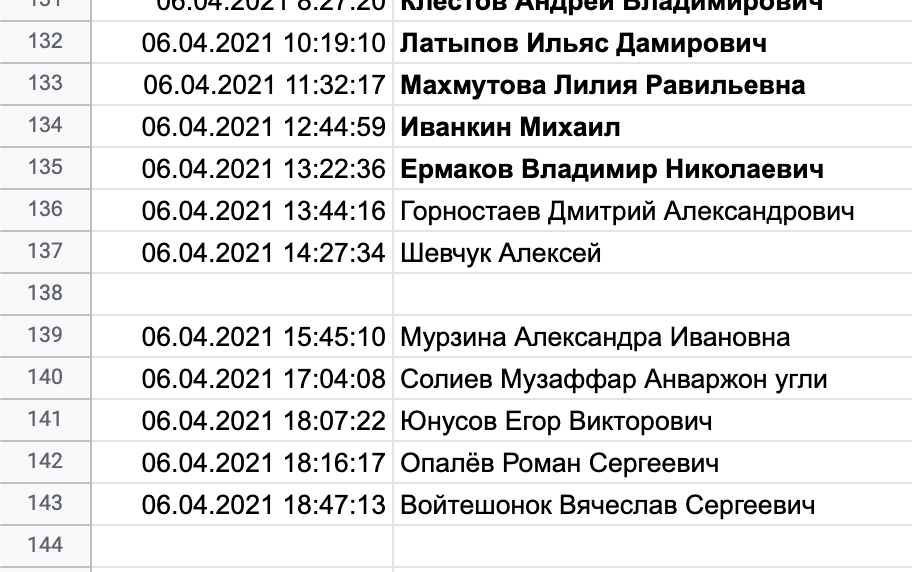 131 06.04.2021 8:27:20 Клестов Андрей Владимирович
132 06.04.2021 10:19:10 Латыпов Ильяс Дамирович
133 06.04.2021 11:32:17 Махмутова Лилия Равильевна
134 06.04.2021 12:44:59 Иванкин Михаил
135 06.04.2021 13:22:36 Ермаков Владимир Николаевич
136 06.04.2021 13:44:16 Горностаев Дмитрий Александрович
137 06.04.2021 14:27:34 Шевчук Алексей
138
139 06.04.2021 15:45:10 Мурзина Александра Ивановна
140 06.04.2021 17:04:08 Солиев Музаффар Анваржон угли
141 06.04.2021 18:07:22 Юнусов Егор Викторович
142 06.04.2021 18:16:17 Опалёв Роман Сергеевич
143 06.04.2021 18:47:13 Войтешонок Вячеслав Сергеевич
144